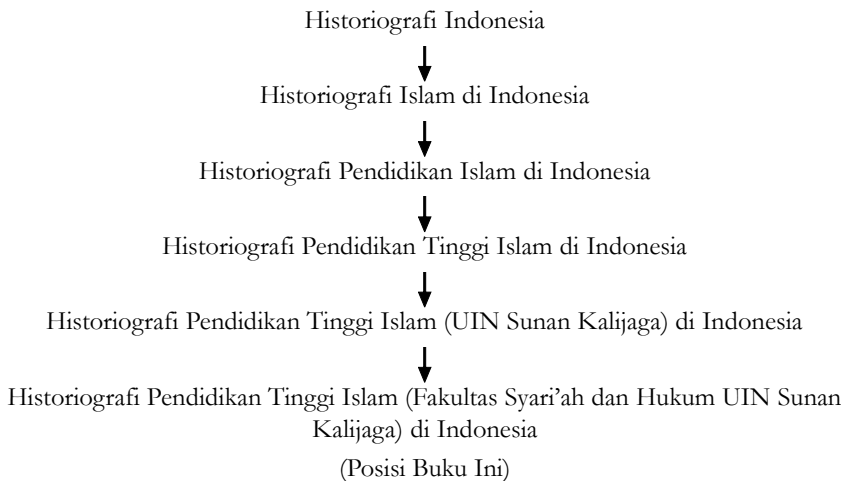 Historiografi Indonesia
Historiografi Islam di Indonesia
Historiografi Pendidikan Islam di Indonesia
Historiografi Pendidikan Tinggi Islam di Indonesia
Historiografi Pendidikan Tinggi Islam (UIN Sunan Kalijaga) di Indonesia
Historiografi Pendidikan Tinggi Islam (Fakultas Syari’ah dan Hukum UIN Sunan
Kalijaga) di Indonesia
(Posisi Buku Ini)